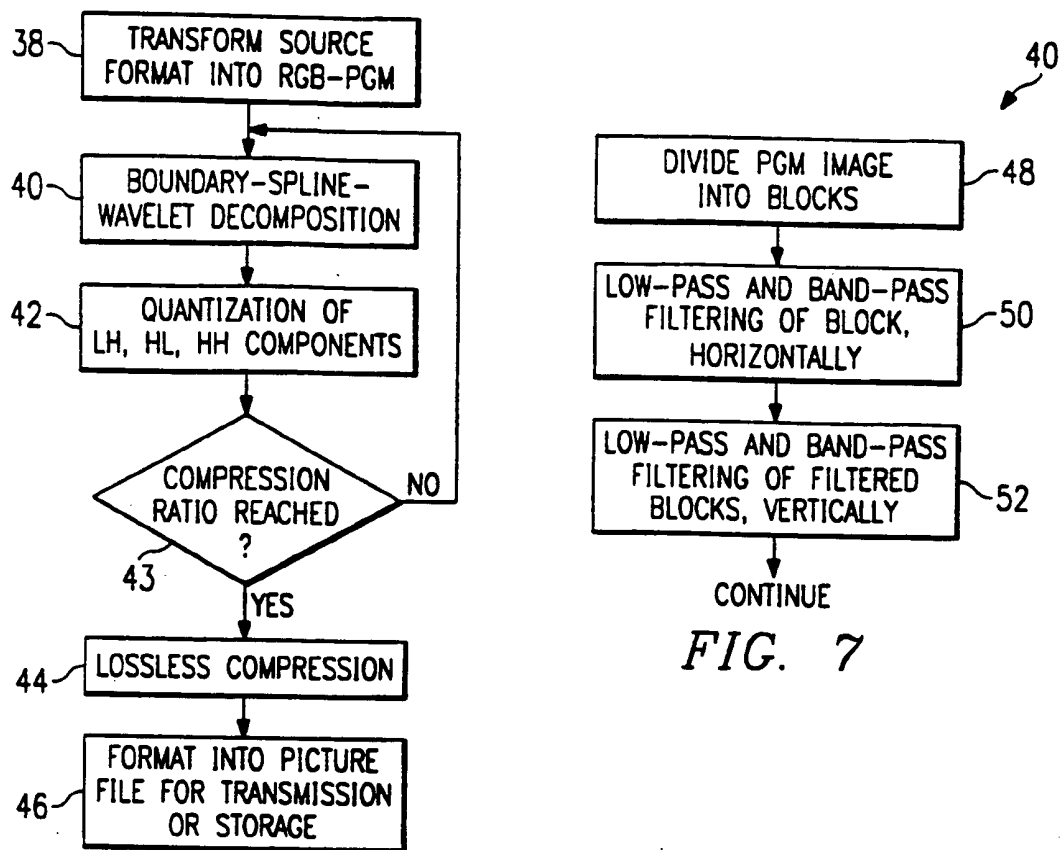 38
TRANSFORM SOURCE
FORMAT INTO RGB-PGM
40
BOUNDARY-SPLINE-
WAVELET DECOMPOSITION
42
QUANTIZATION OF
LH, HL, HH COMPONENTS
COMPRESSION
RATIO REACHED
?
NO
43
YES
44
LOSSLESS COMPRESSION
46
FORMAT INTO PICTURE
FILE FOR TRANSMISSION
OR STORAGE
40
DIVIDE PGM IMAGE
INTO BLOCKS
48
LOW-PASS AND BAND-PASS
FILTERING OF BLOCK,
HORIZONTALLY
50
LOW-PASS AND BAND-PASS
FILTERING OF FILTERED
BLOCKS, VERTICALLY
52
CONTINUE
FIG. 7